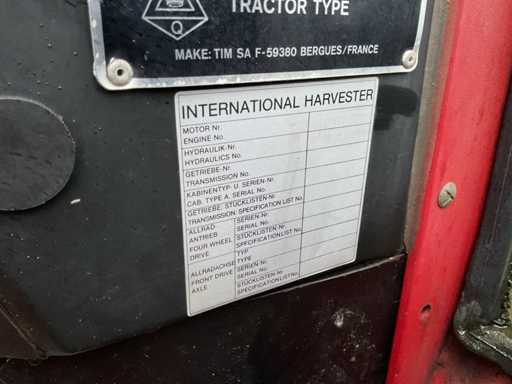 Q
TRACTOR TYPE
MAKE: TIM SA F-59380 BERGUES/FRANCE
INTERNATIONAL HARVESTER
MOTOR Nr.
ENGINE No.
HYDRAULIK-Nr.
HYDRAULICS No.
GETRIEBE-Nr.
TRANSMISSION No.
KABINENTYP- U. SERIEN-Nr.
CAB. TYPE A. SERIAL No.
GETRIEBE. STÜCKLISTEN-Nr.
TRANSMISSION. SPECIFICATION LIST No.
ALLRAD ANTRIEB
FOUR WHEEL DRIVE
SERIEN-Nr.
SERIAL No.
STÜCKLISTEN-Nr.
SPECIFICATION LIST No.
ALLRADACHSE
FRONT DRIVE AXLE
TYP
TYPE
SERIEN-Nr.
SERIAL No.
STÜCKLISTEN-Nr.
SPECIFICATION LIST No.